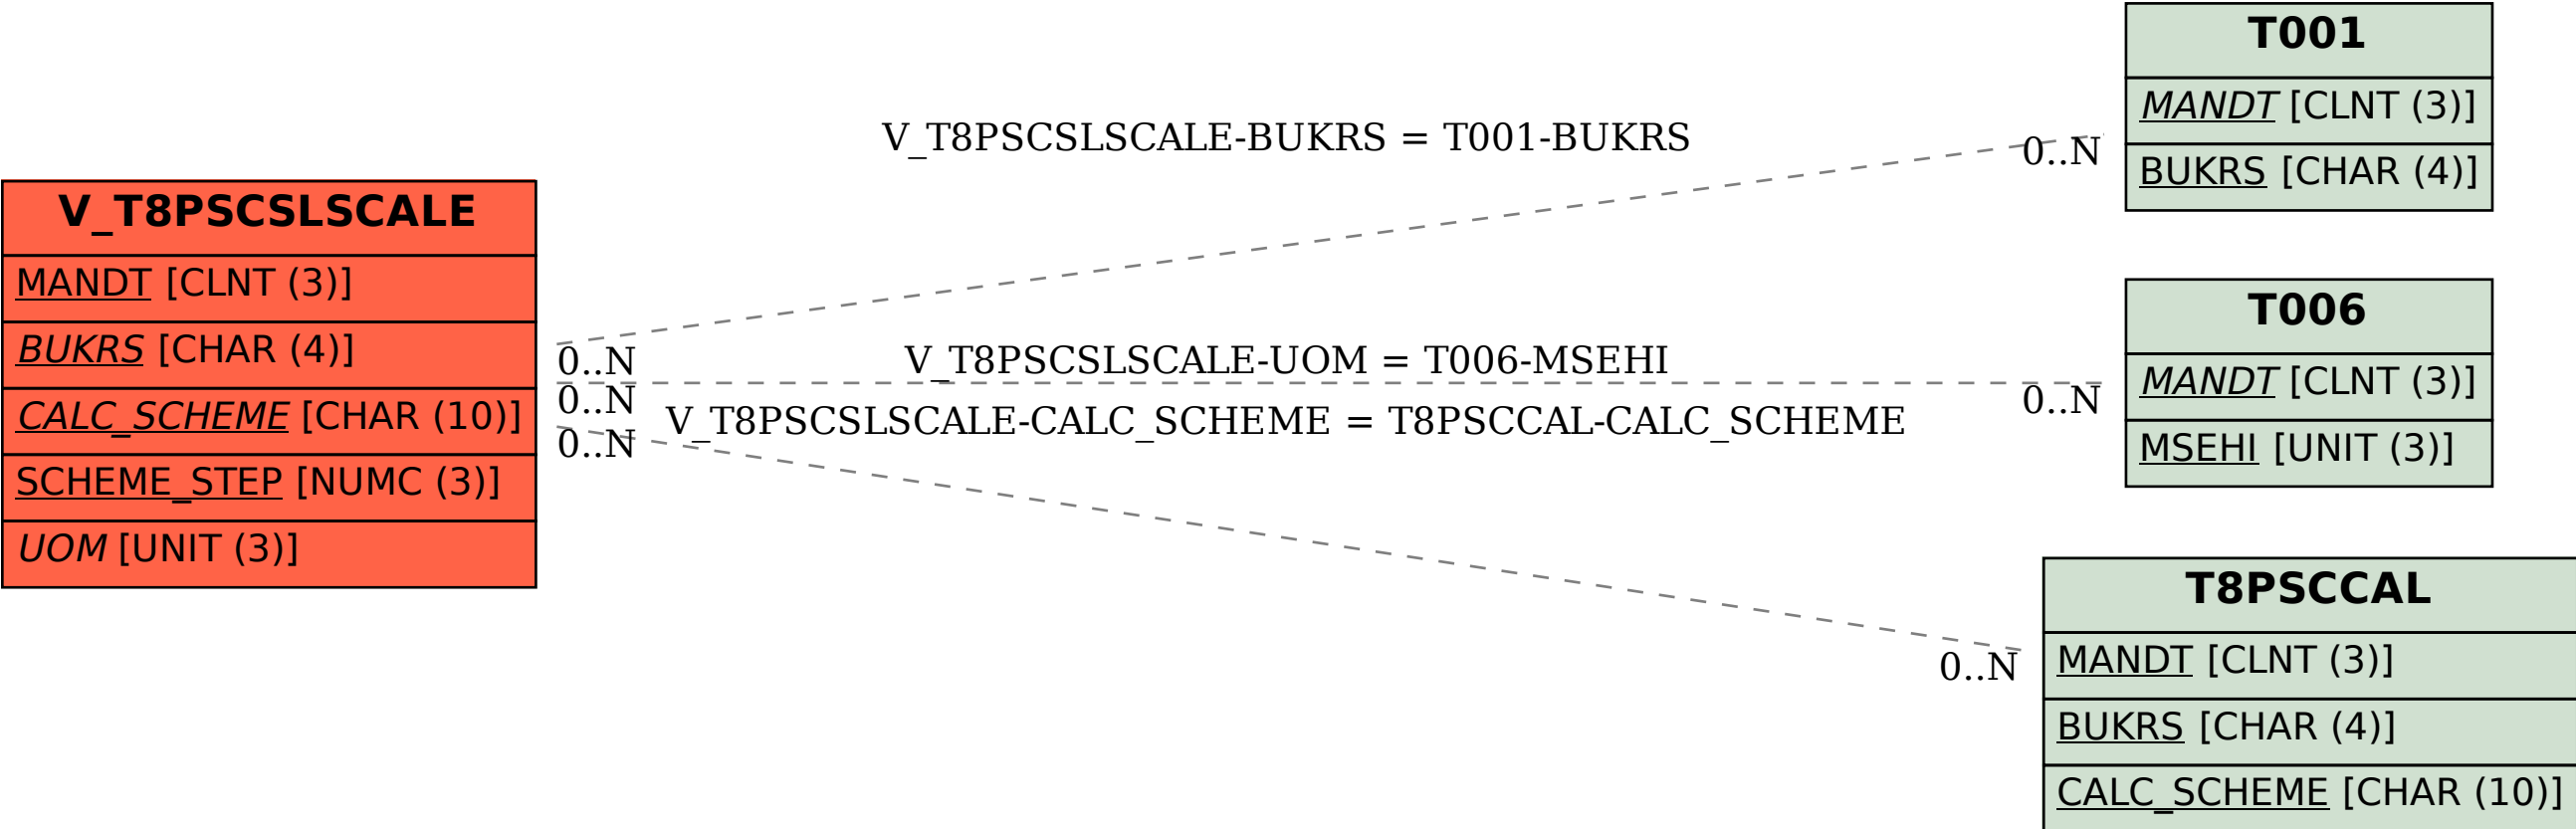 V_T8PSCSLSCALE
MANDT [CLNT (3)]
BUKRS [CHAR (4)]
CALC_SCHEME [CHAR (10)]
SCHEME_STEP [NUMC (3)]
UOM [UNIT (3)]
V_T8PSCSLSCALE-BUKRS = T001-BUKRS
0..N
0..N
V_T8PSCSLSCALE-UOM = T006-MSEHI
0..N
0..N
V_T8PSCSLSCALE-CALC_SCHEME = T8PSCCAL-CALC_SCHEME
0..N
0..N
T001
MANDT [CLNT (3)]
BUKRS [CHAR (4)]
T006
MANDT [CLNT (3)]
MSEHI [UNIT (3)]
T8PSCCAL
MANDT [CLNT (3)]
BUKRS [CHAR (4)]
CALC_SCHEME [CHAR (10)]